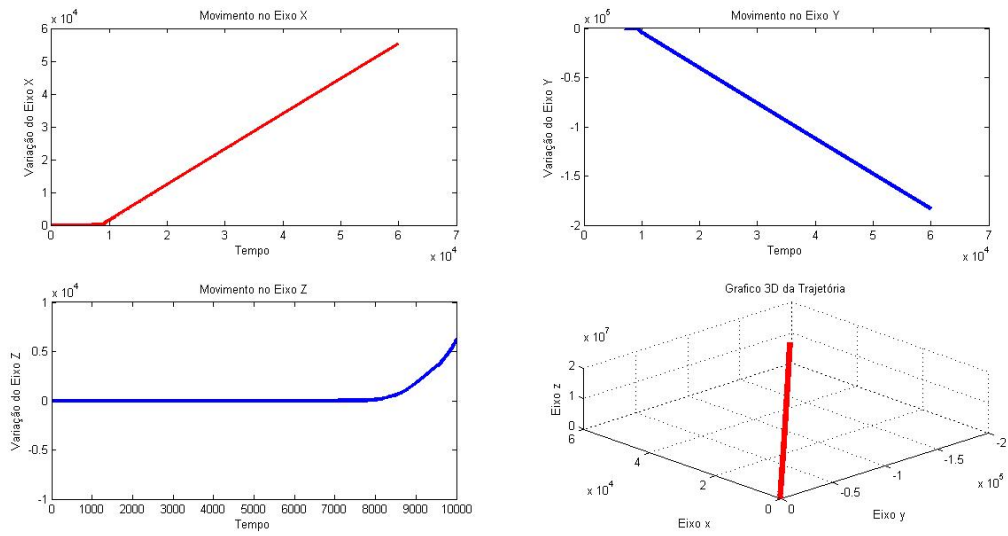 Movimento no Eixo X
x 10^4
6
5
4
3
2
1
0
Variação do Eixo X
0 1 2 3 4 5 6 7
Tempo
x 10^4
Movimento no Eixo Y
x 10^5
0
-0.5
-1
-1.5
-2
Variação do Eixo Y
0 1 2 3 4 5 6 7
Tempo
x 10^4
Movimento no Eixo Z
x 10^4
1
0.5
0
-0.5
-1
Variação do Eixo Z
0 1000 2000 3000 4000 5000 6000 7000 8000 9000 10000
Tempo
Grafico 3D da Trajetória
x 10^7
2
1
0
Eixo z
6
4
2
0
x 10^4
Eixo x
0
-0.5
-1
-1.5
-2
x 10^5
Eixo y